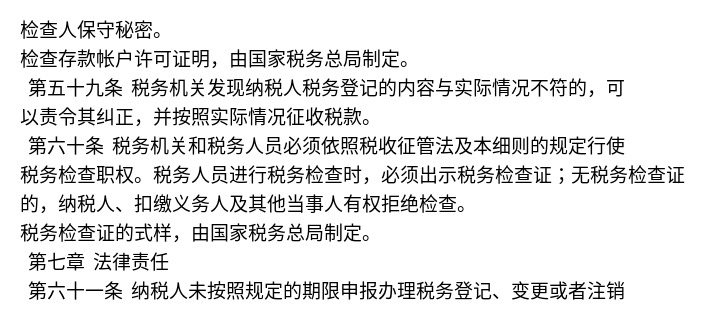 检查人保守秘密。
检查存款帐户许可证明，由国家税务总局制定。
第五十九条 税务机关发现纳税人税务登记的内容与实际情况不符的，可
以责令其纠正，并按照实际情况征收税款。
第六十条 税务机关和税务人员必须依照税收征管法及本细则的规定行使
税务检查职权。税务人员进行税务检查时，必须出示税务检查证；无税务检查证
的，纳税人、扣缴义务人及其他当事人有权拒绝检查。
税务检查证的式样，由国家税务总局制定。
第七章 法律责任
第六十一条 纳税人未按照规定的期限申报办理税务登记、变更或者注销